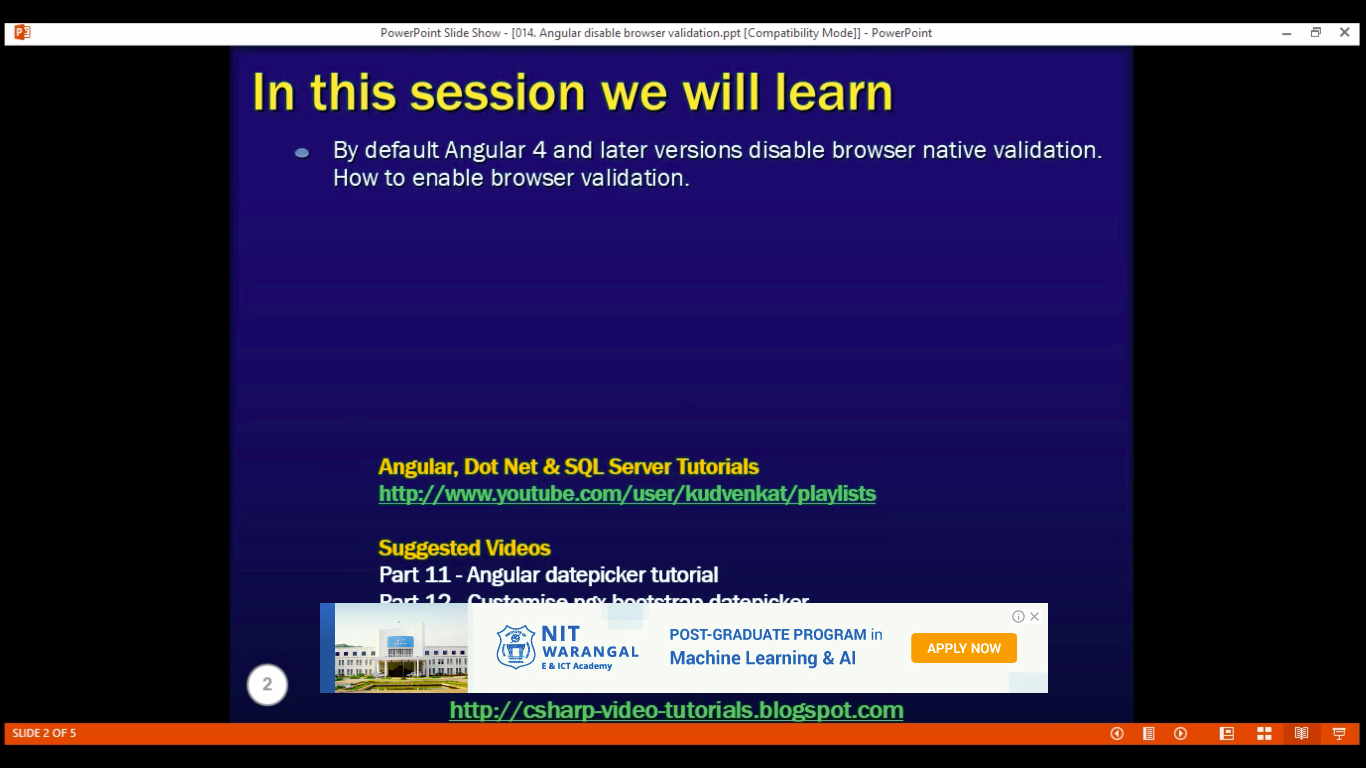 PowerPoint Slide Show - [014. Angular disable browser validation.ppt [Compatibility Mode]] - PowerPoint
In this session we will learn
By default Angular 4 and later versions disable browser native validation.
How to enable browser validation.
Angular, Dot Net & SQL Server Tutorials
http://www.youtube.com/user/kudvenkat/playlists
Suggested Videos
Part 11 - Angular datepicker tutorial
Part 12 - Customise ngx bootstrap datepicker
NIT
WARANGAL
E & ICT Academy
POST-GRADUATE PROGRAM in
Machine Learning & AI
APPLY NOW
2
http://csharp-video-tutorials.blogspot.com
SLIDE 2 OF 5